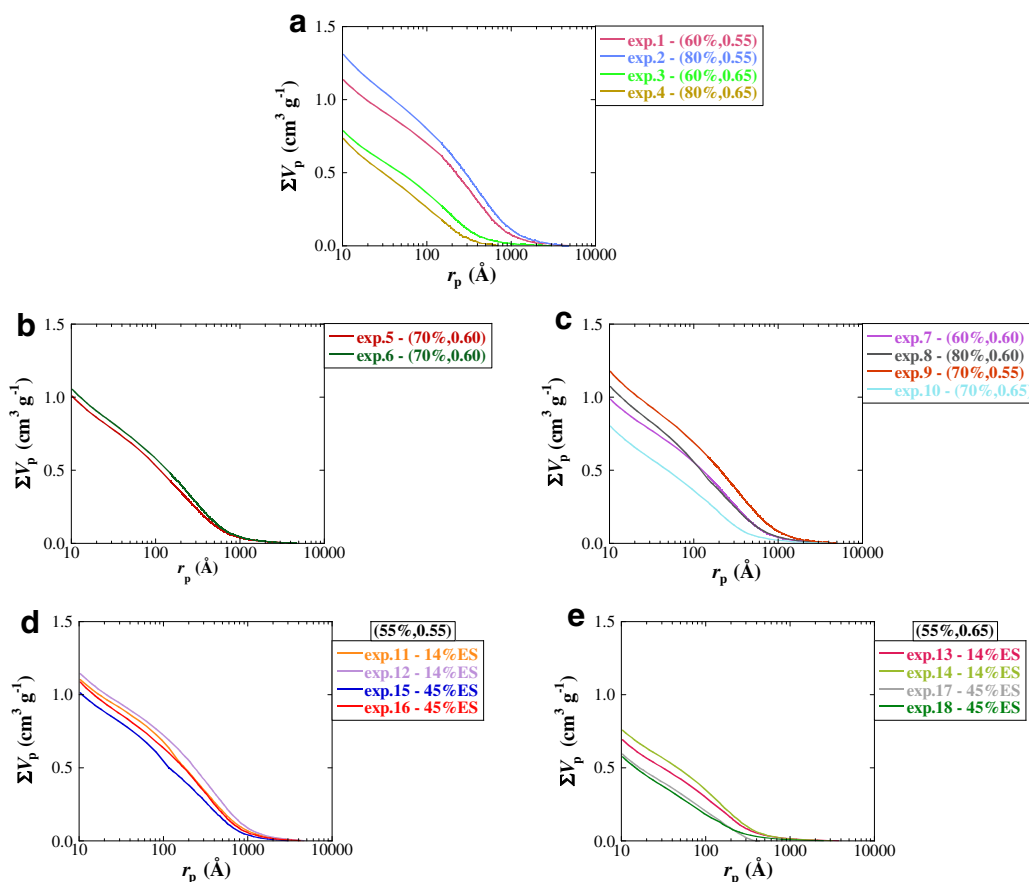 a
1.5
1.0
0.5
0.0
ΣVp (cm³ g⁻¹)
10
100
1000
10000
rp (Å)
exp.1 - (60%,0.55)
exp.2 - (80%,0.55)
exp.3 - (60%,0.65)
exp.4 - (80%,0.65)
b
1.5
1.0
0.5
0.0
ΣVp (cm³ g⁻¹)
10
100
1000
10000
rp (Å)
exp.5 - (70%,0.60)
exp.6 - (70%,0.60)
c
1.5
1.0
0.5
0.0
ΣVp (cm³ g⁻¹)
10
100
1000
10000
rp (Å)
exp.7 - (60%,0.60)
exp.8 - (80%,0.60)
exp.9 - (70%,0.55)
exp.10 - (70%,0.65)
d
1.5
1.0
0.5
0.0
ΣVp (cm³ g⁻¹)
10
100
1000
10000
rp (Å)
(55%,0.55)
exp.11 - 14%ES
exp.12 - 14%ES
exp.15 - 45%ES
exp.16 - 45%ES
e
1.5
1.0
0.5
0.0
ΣVp (cm³ g⁻¹)
10
100
1000
10000
rp (Å)
(55%,0.65)
exp.13 - 14%ES
exp.14 - 14%ES
exp.17 - 45%ES
exp.18 - 45%ES